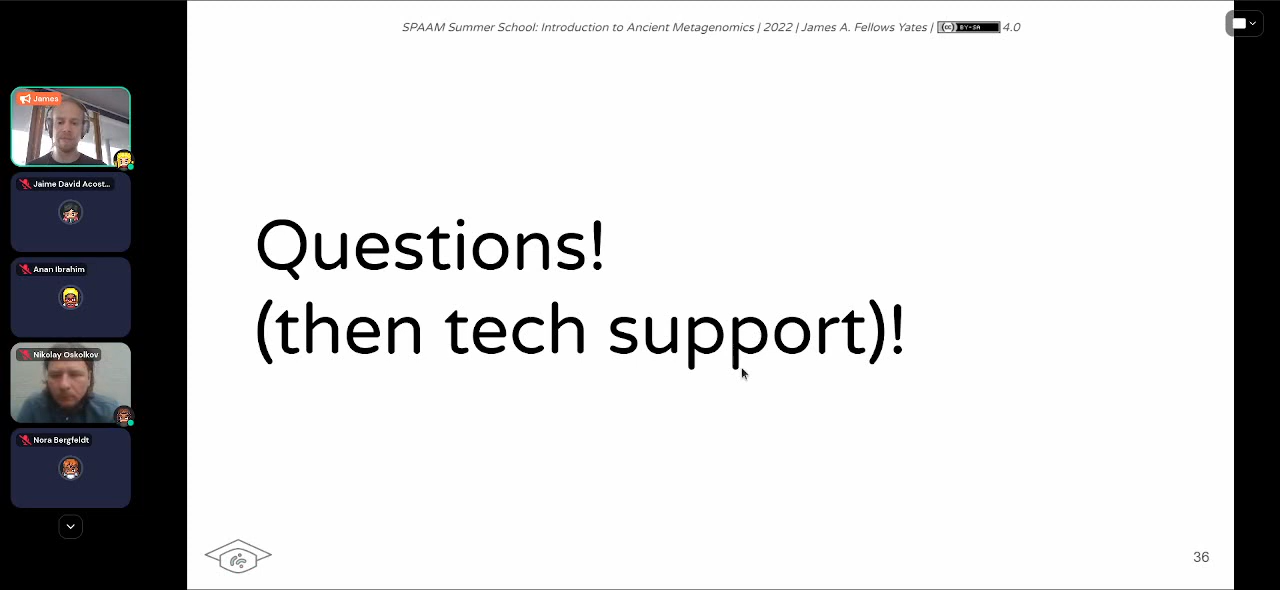 SPAAM Summer School: Introduction to Ancient Metagenomics | 2022 | James A. Fellows Yates | (cc) BY-SA 4.0
James
Jaime David Acost...
Anan Ibrahim
Nikolay Oskolkov
Nora Bergfeldt
Questions!
(then tech support)!
36